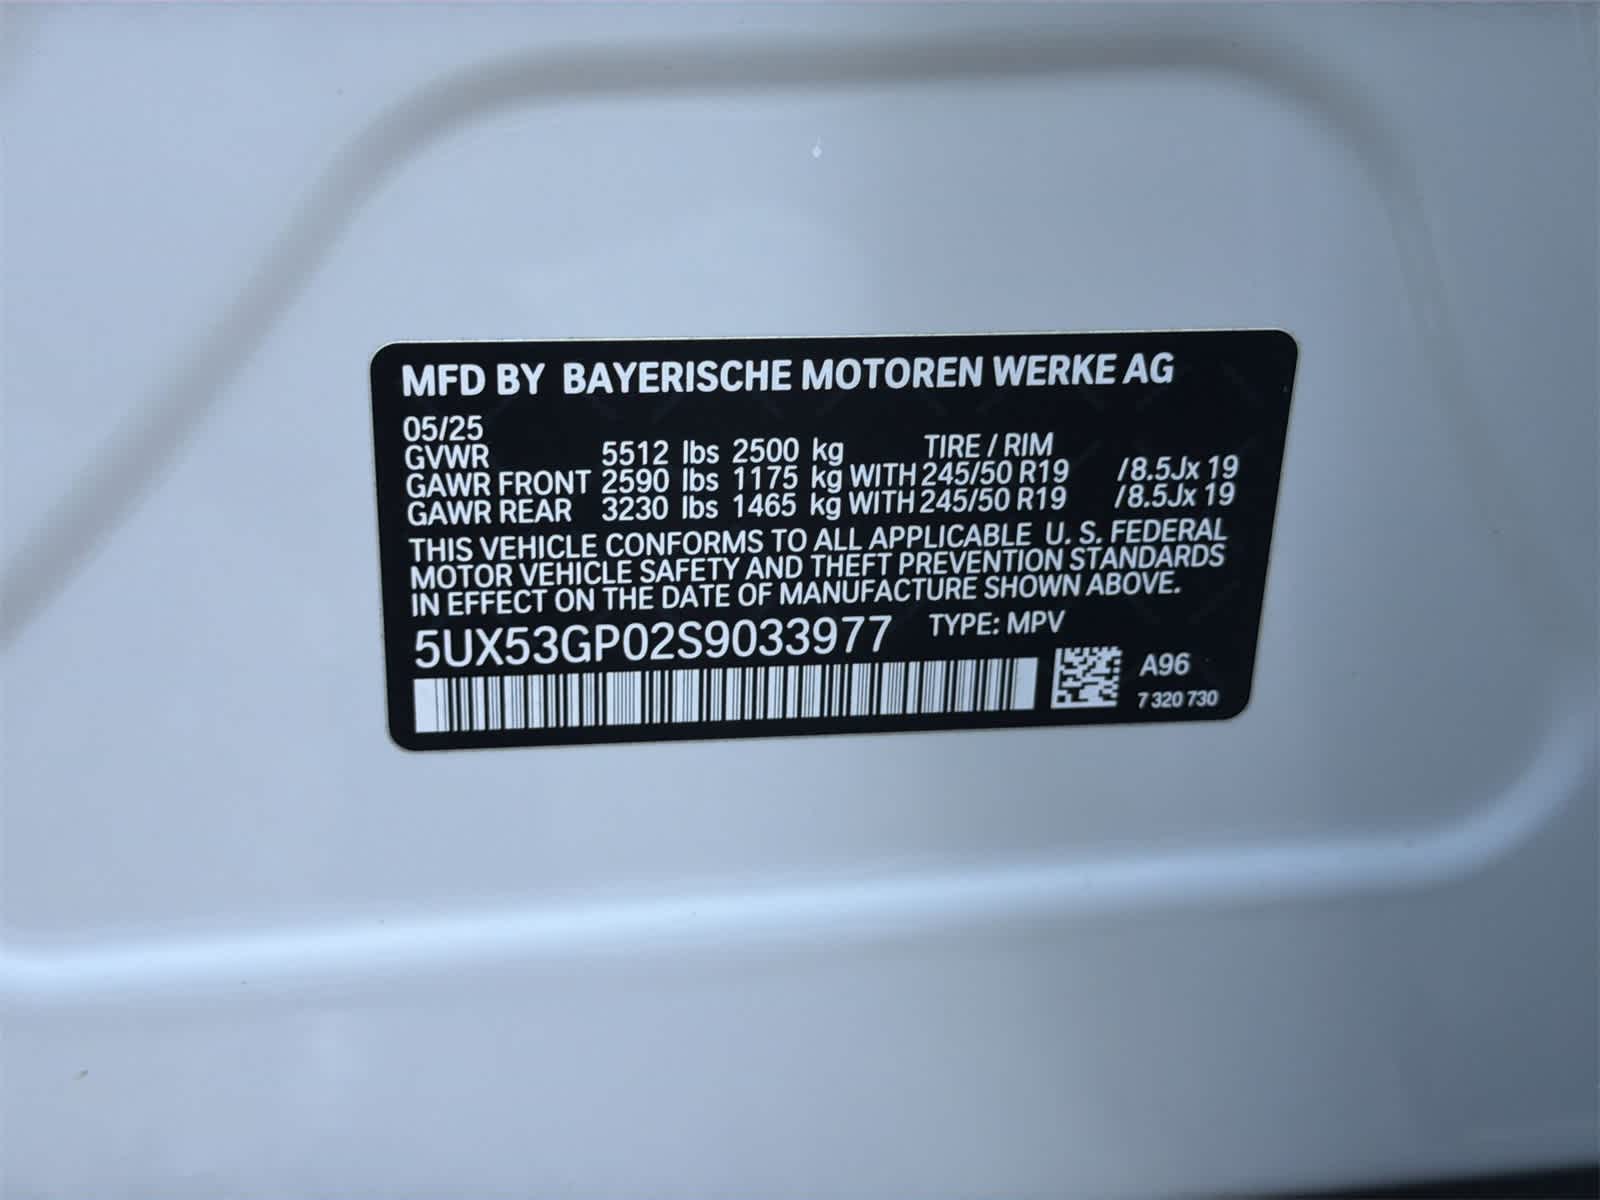 MFD BY BAYERISCHE MOTOREN WERKE AG
05/25
GVWR 5512 lbs 2500 kg TIRE / RIM
GAWR FRONT 2590 lbs 1175 kg WITH 245/50 R19 /8.5Jx 19
GAWR REAR 3230 lbs 1465 kg WITH 245/50 R19 /8.5Jx 19
THIS VEHICLE CONFORMS TO ALL APPLICABLE U. S. FEDERAL
MOTOR VEHICLE SAFETY AND THEFT PREVENTION STANDARDS
IN EFFECT ON THE DATE OF MANUFACTURE SHOWN ABOVE.
5UX53GP02S9033977 TYPE: MPV
A96
7 320 730